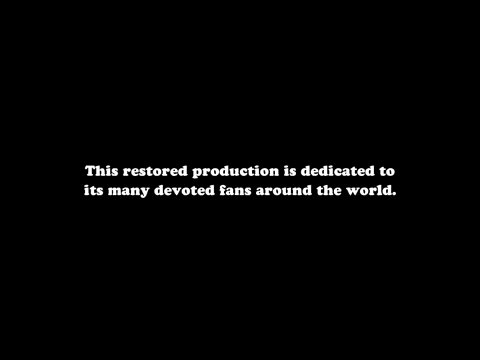 This restored production is dedicated to
its many devoted fans around the world.